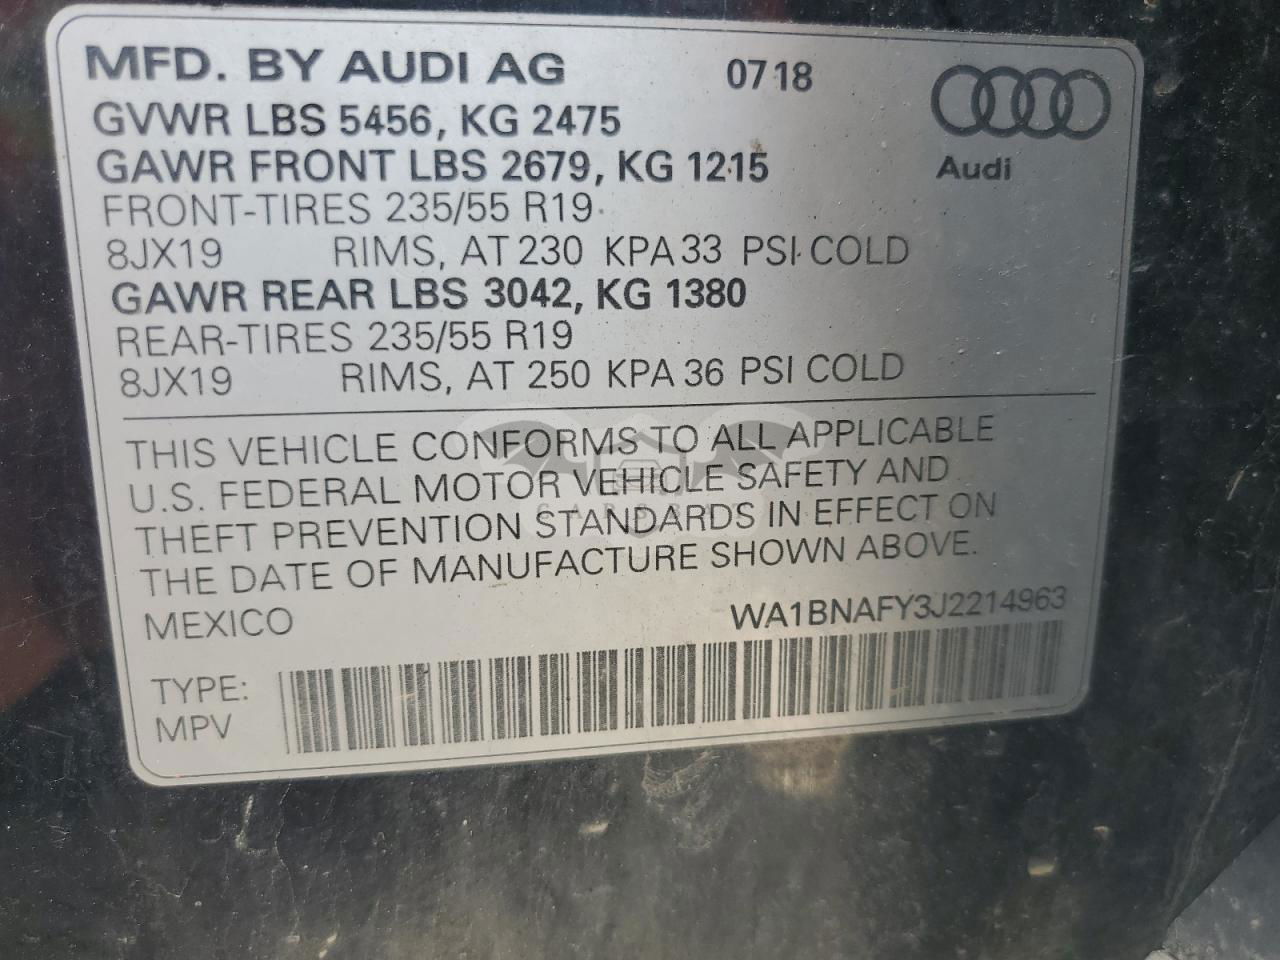 MFD. BY AUDI AG 07 18
GVWR LBS 5456, KG 2475
GAWR FRONT LBS 2679, KG 1215
Audi
FRONT-TIRES 235/55 R19
8JX19 RIMS, AT 230 KPA 33 PSI COLD
GAWR REAR LBS 3042, KG 1380
REAR-TIRES 235/55 R19
8JX19 RIMS, AT 250 KPA 36 PSI COLD
THIS VEHICLE CONFORMS TO ALL APPLICABLE
U.S. FEDERAL MOTOR VEHICLE SAFETY AND
THEFT PREVENTION STANDARDS IN EFFECT ON
THE DATE OF MANUFACTURE SHOWN ABOVE.
MEXICO WA1BNAFY3J2214963
TYPE:
MPV